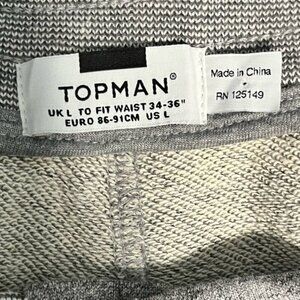 TOPMAN®
UK L TO FIT WAIST 34-36"
EURO 86-91CM US L
Made in China
RN 125149